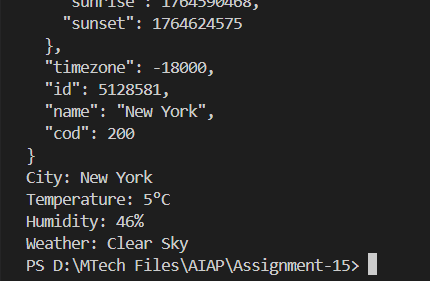 "sunrise": 1764590468,
"sunset": 1764624575
},
"timezone": -18000,
"id": 5128581,
"name": "New York",
"cod": 200
}
City: New York
Temperature: 5°C
Humidity: 46%
Weather: Clear Sky
PS D:\MTech Files\AIAP\Assignment-15>